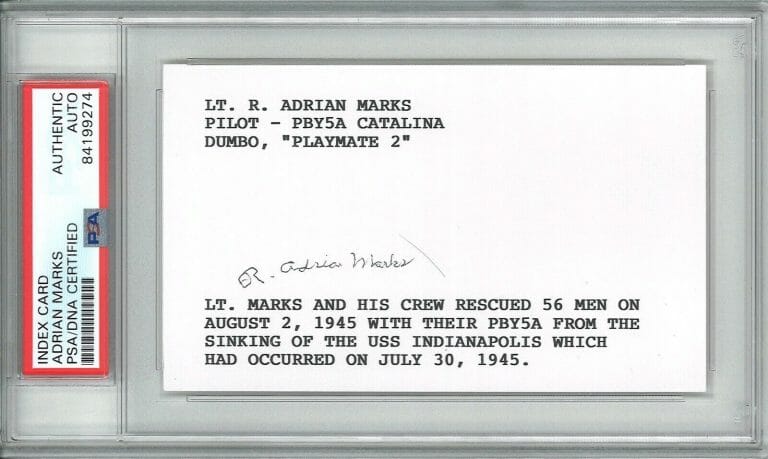 INDEX CARD
ADRIAN MARKS
PSA/DNA CERTIFIED
AUTHENTIC
AUTO
84199274
PSA
LT. R. ADRIAN MARKS
PILOT - PBY5A CATALINA
DUMBO, "PLAYMATE 2"
R. Adrian Marks
LT. MARKS AND HIS CREW RESCUED 56 MEN ON
AUGUST 2, 1945 WITH THEIR PBY5A FROM THE
SINKING OF THE USS INDIANAPOLIS WHICH
HAD OCCURRED ON JULY 30, 1945.